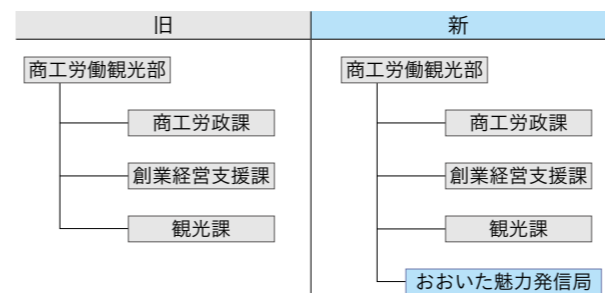 旧
商工労働観光部
商工労政課
創業経営支援課
観光課
新
商工労働観光部
商工労政課
創業経営支援課
観光課
おおいた魅力発信局